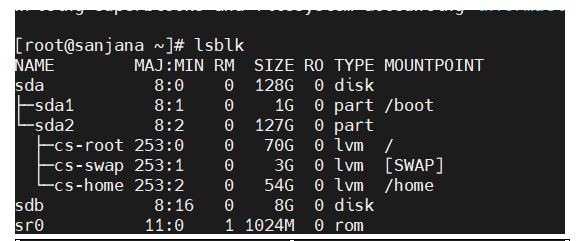 [root@sanjana ~]# lsblk
NAME        MAJ:MIN RM  SIZE RO TYPE MOUNTPOINT
sda           8:0    0  128G  0 disk
├─sda1        8:1    0    1G  0 part /boot
└─sda2        8:2    0  127G  0 part
  ├─cs-root 253:0    0   70G  0 lvm  /
  ├─cs-swap 253:1    0    3G  0 lvm  [SWAP]
  └─cs-home 253:2    0   54G  0 lvm  /home
sdb           8:16   0    8G  0 disk
sr0          11:0    1 1024M  0 rom